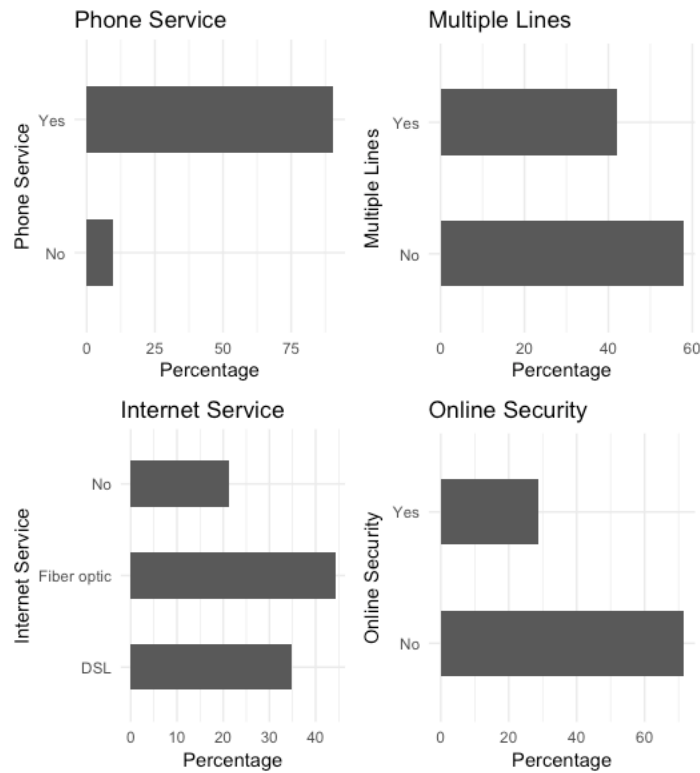 Phone Service
Phone Service
Yes
No
0 25 50 75
Percentage
Multiple Lines
Multiple Lines
Yes
No
0 20 40 60
Percentage
Internet Service
Internet Service
No
Fiber optic
DSL
0 10 20 30 40
Percentage
Online Security
Online Security
Yes
No
0 20 40 60
Percentage